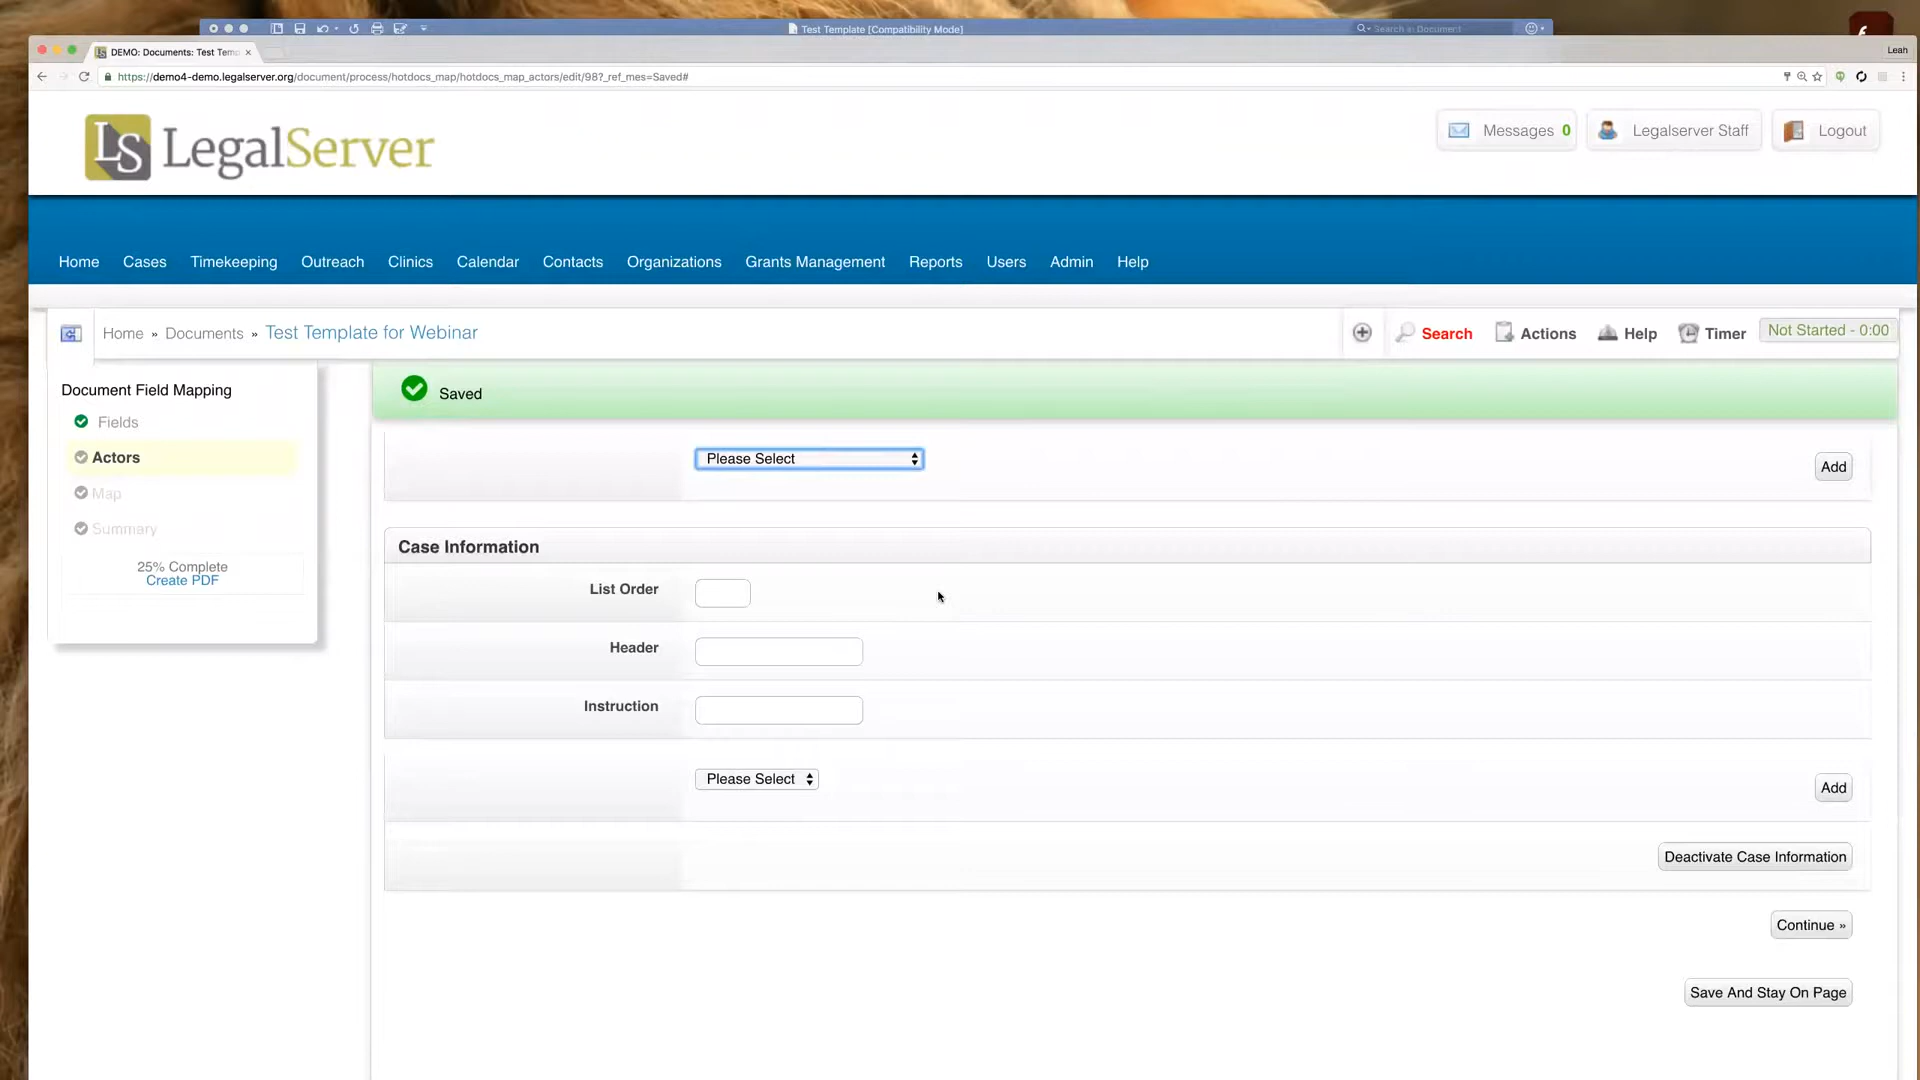 Test Template [Compatibility Mode]
Search in Document
DEMO: Documents: Test Temp
Leah
https://demo4-demo.legalserver.org/document/process/hotdocs_map/hotdocs_map_actors/edit/98?_ref_mes=Saved#
LS LegalServer
Messages 0
Legalserver Staff
Logout
Home Cases Timekeeping Outreach Clinics Calendar Contacts Organizations Grants Management Reports Users Admin Help
Home » Documents » Test Template for Webinar
Search Actions Help Timer Not Started - 0:00
Document Field Mapping
Fields
Actors
Map
Summary
25% Complete
Create PDF
Saved
Please Select
Add
Case Information
List Order
Header
Instruction
Please Select
Add
Deactivate Case Information
Continue »
Save And Stay On Page